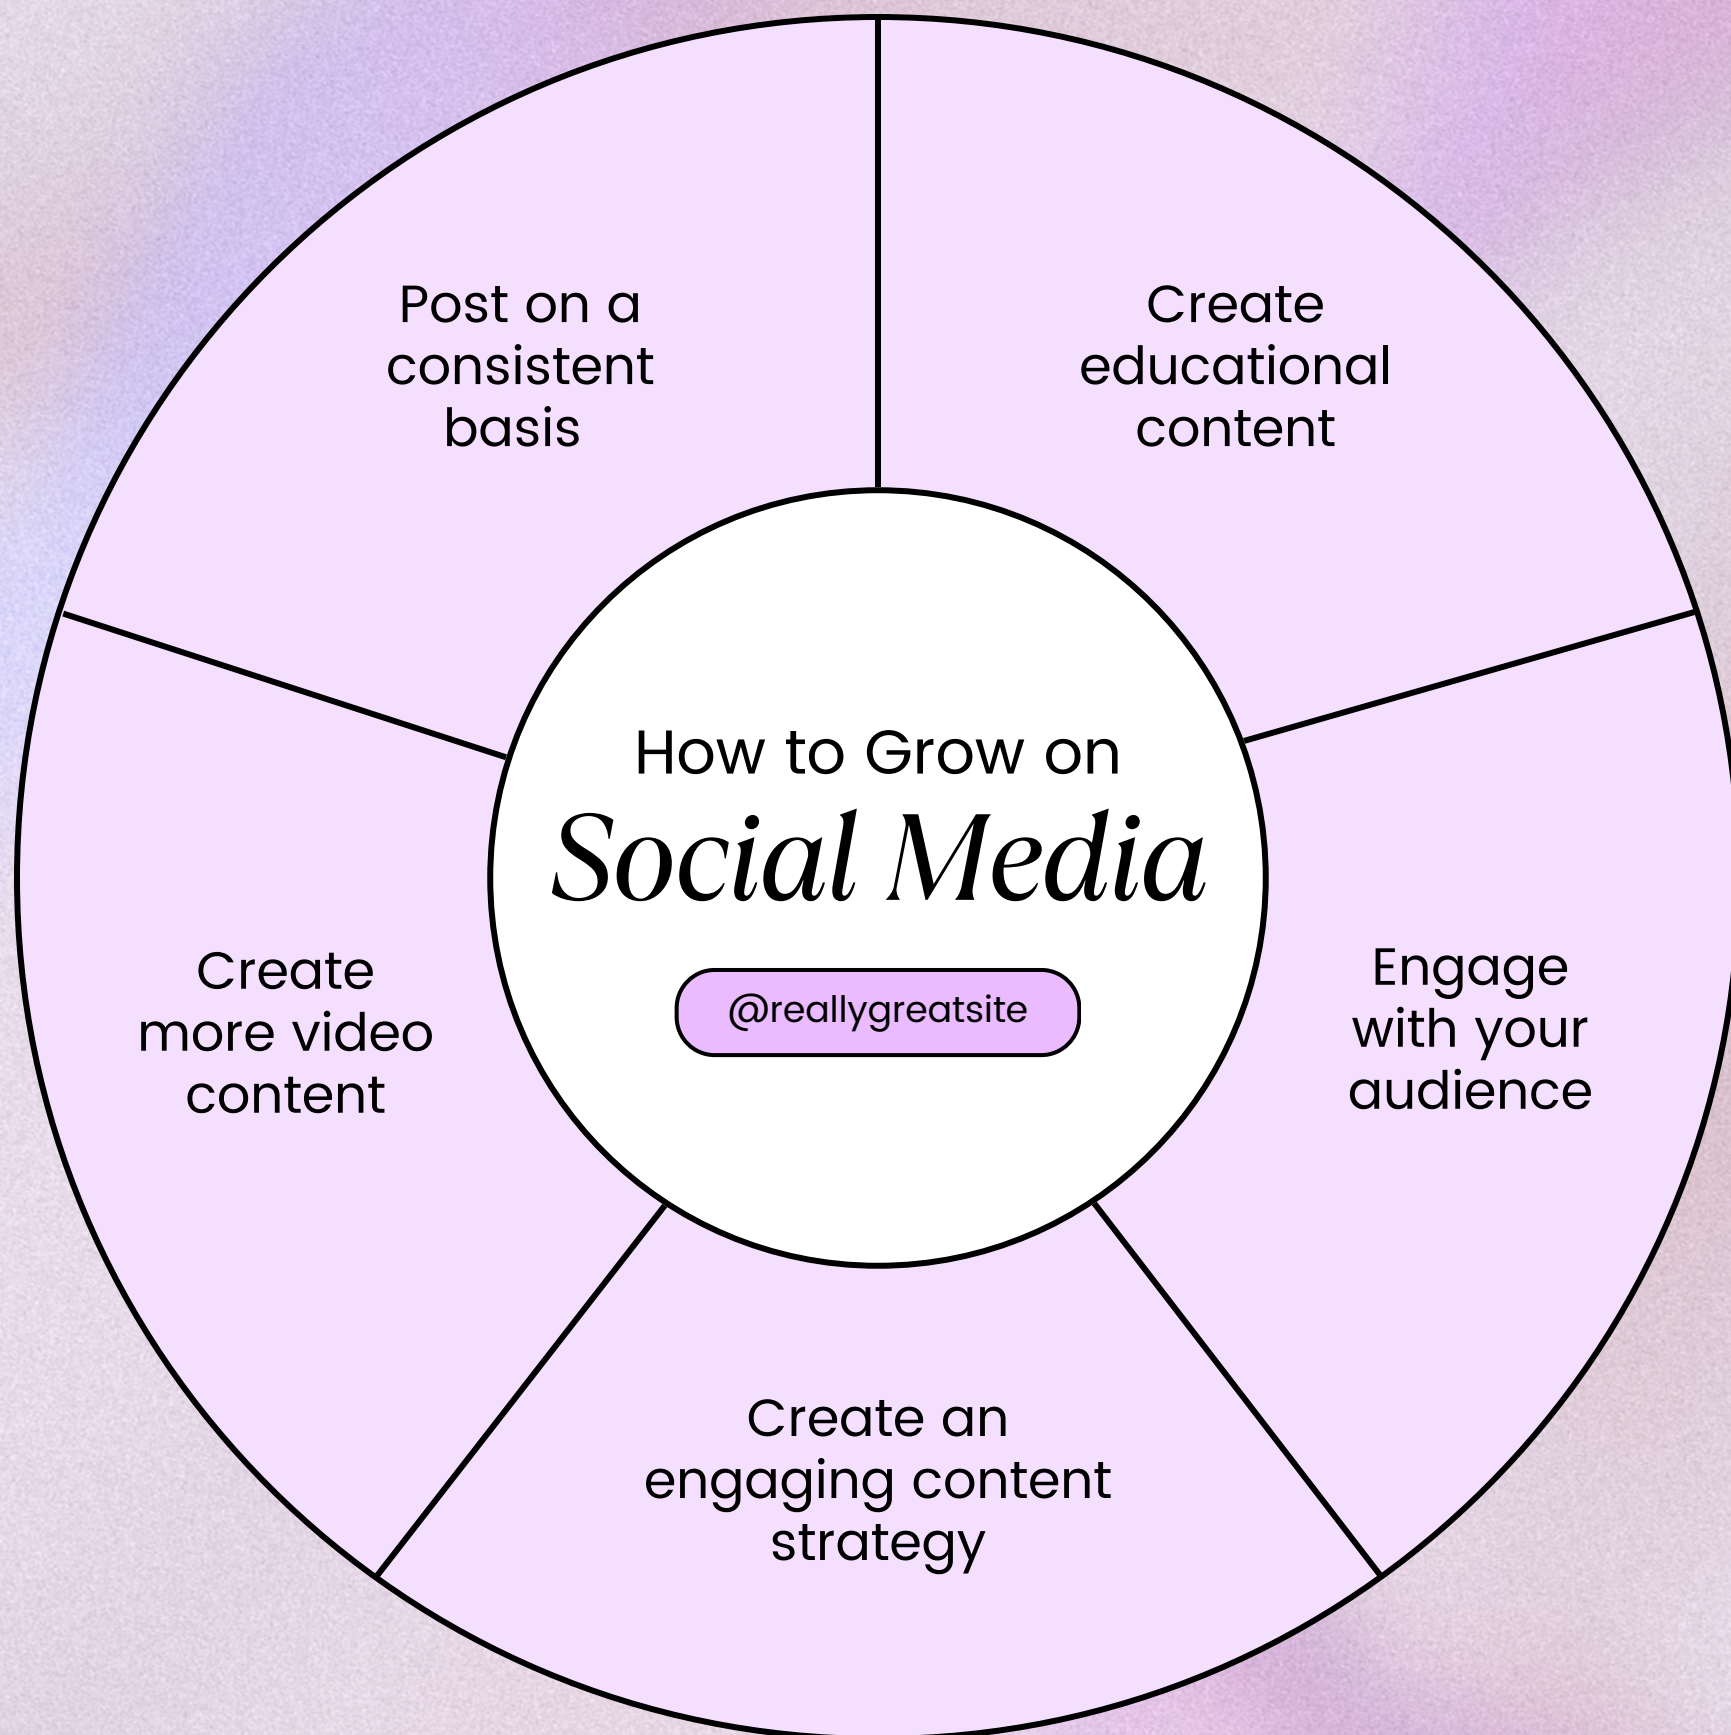 Post on a
consistent
basis
Create
educational
content
How to Grow on
Social Media
@reallygreatsite
Create
more video
content
Engage
with your
audience
Create an
engaging content
strategy